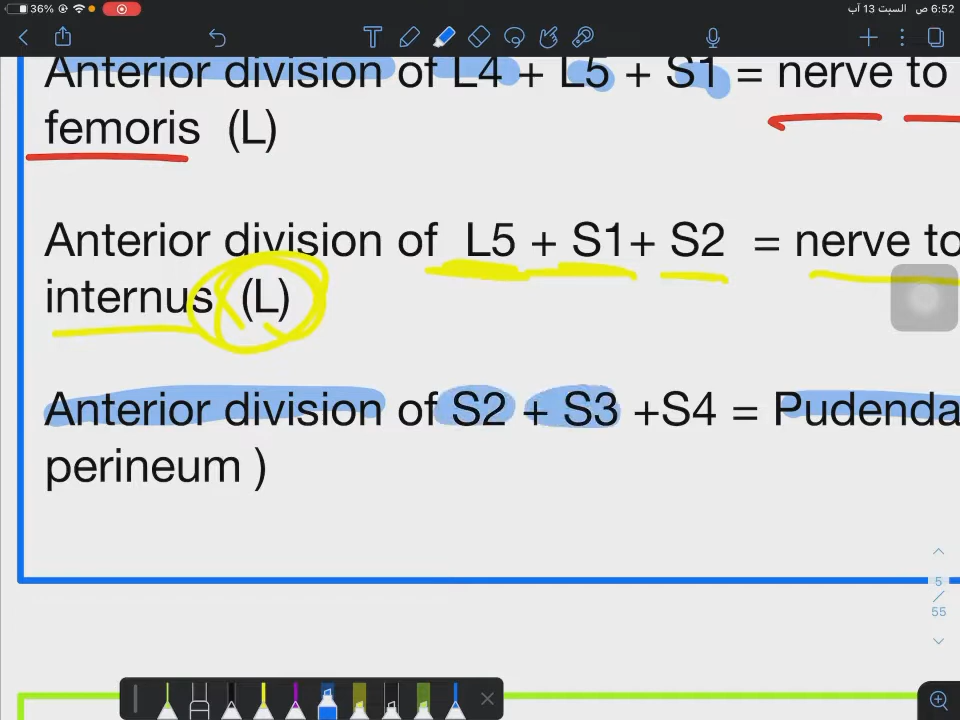 36% السبت 13 آب 6:52 ص
Anterior division of L4 + L5 + S1 = nerve to
femoris (L)
Anterior division of L5 + S1+ S2 = nerve to
internus (L)
Anterior division of S2 + S3 +S4 = Pudenda
perineum )
5
/
55